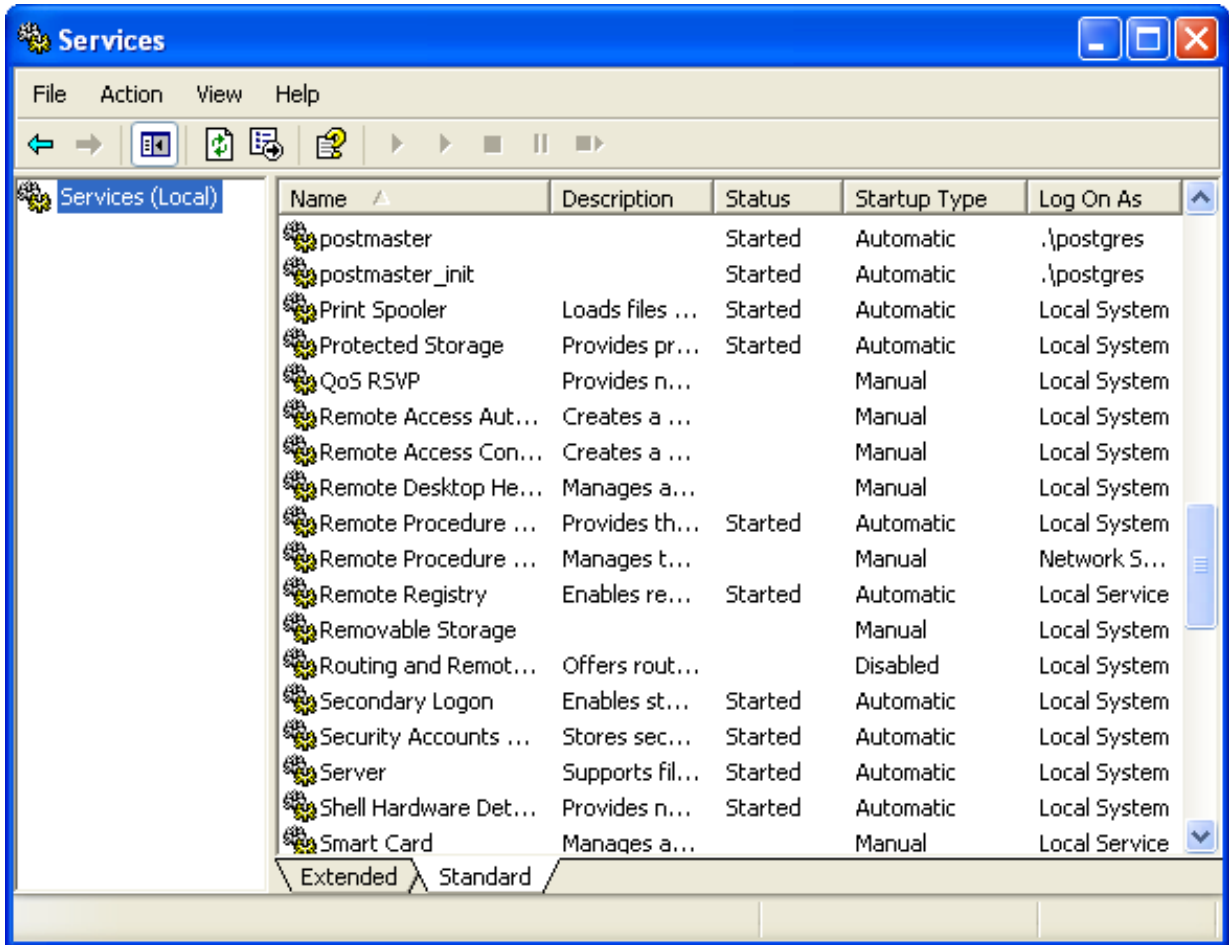 Services
File Action View Help
Services (Local)
Name Description Status Startup Type Log On As
postmaster Started Automatic .\postgres
postmaster_init Started Automatic .\postgres
Print Spooler Loads files ... Started Automatic Local System
Protected Storage Provides pr... Started Automatic Local System
QoS RSVP Provides n... Manual Local System
Remote Access Aut... Creates a ... Manual Local System
Remote Access Con... Creates a ... Manual Local System
Remote Desktop He... Manages a... Manual Local System
Remote Procedure ... Provides th... Started Automatic Local System
Remote Procedure ... Manages t... Manual Network S...
Remote Registry Enables re... Started Automatic Local Service
Removable Storage Manual Local System
Routing and Remot... Offers rout... Disabled Local System
Secondary Logon Enables st... Started Automatic Local System
Security Accounts ... Stores sec... Started Automatic Local System
Server Supports fil... Started Automatic Local System
Shell Hardware Det... Provides n... Started Automatic Local System
Smart Card Manages a... Manual Local Service
Extended Standard